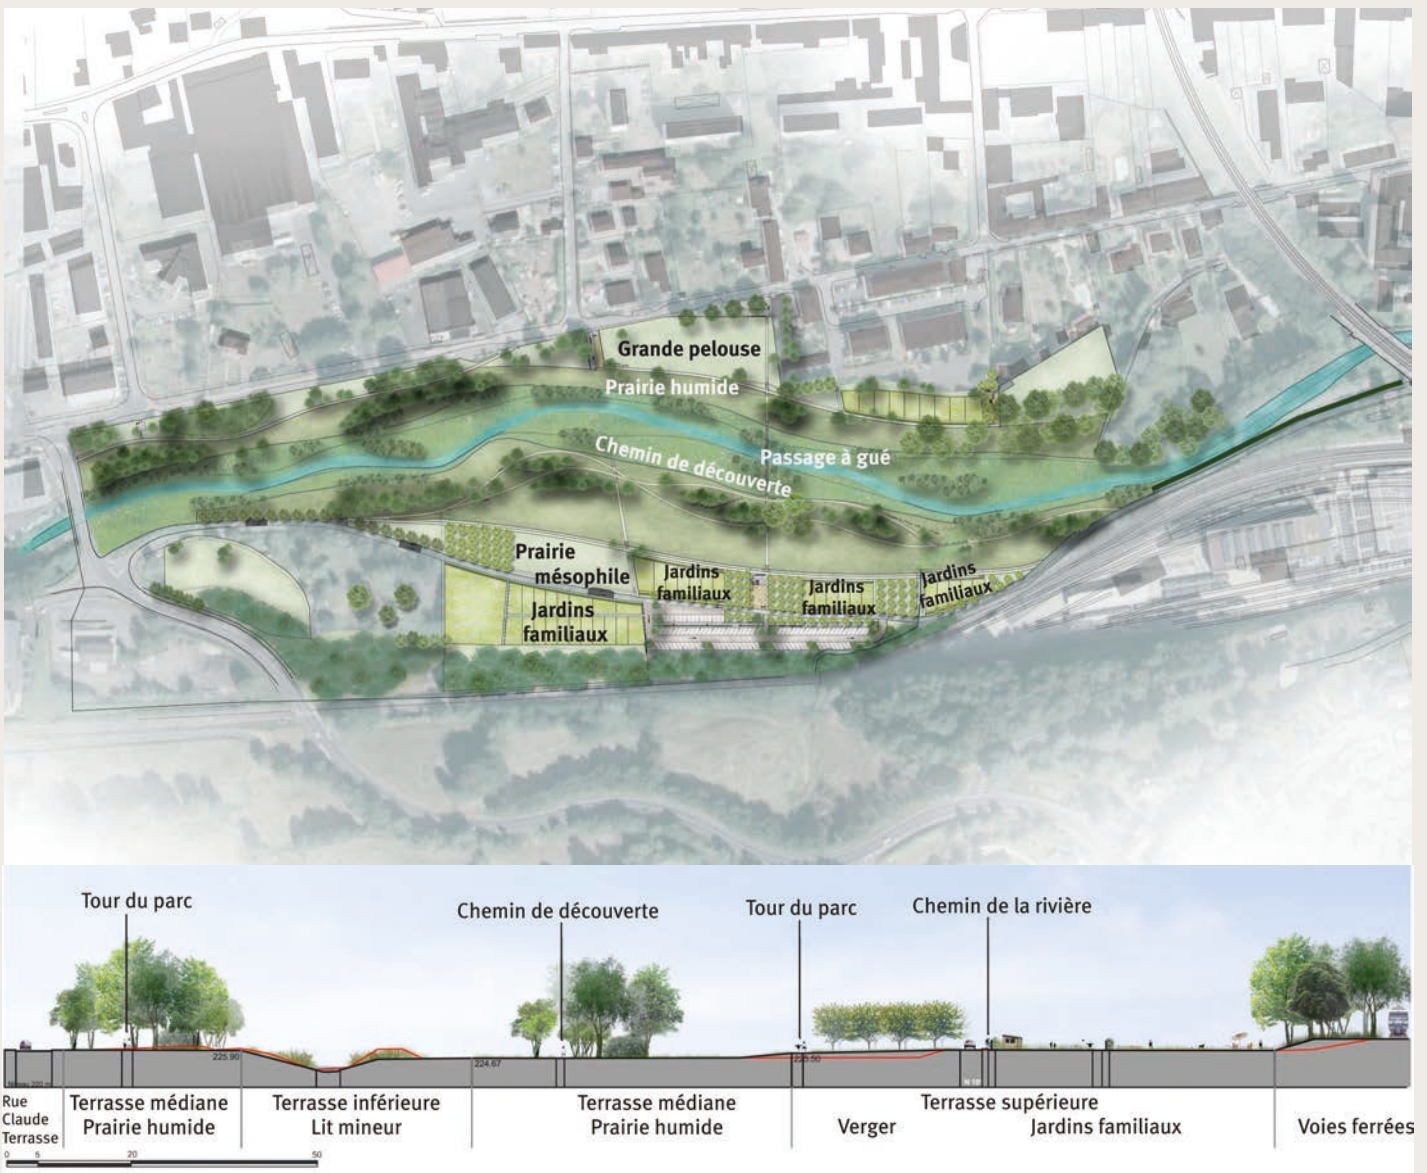 Grande pelouse
Prairie humide
Chemin de découverte
Passage à gué
Prairie
mésophile
Jardins
familiaux
Jardins
familiaux
Jardins
familiaux
Jardins
familiaux
Tour du parc
Chemin de découverte
Tour du parc
Chemin de la rivière
225.90
224.67
225.50
Niveau 220 m
Rue
Claude
Terrasse
Terrasse médiane
Prairie humide
Terrasse inférieure
Lit mineur
Terrasse médiane
Prairie humide
Terrasse supérieure
Verger
Jardins familiaux
Voies ferrées
0 5 20 50